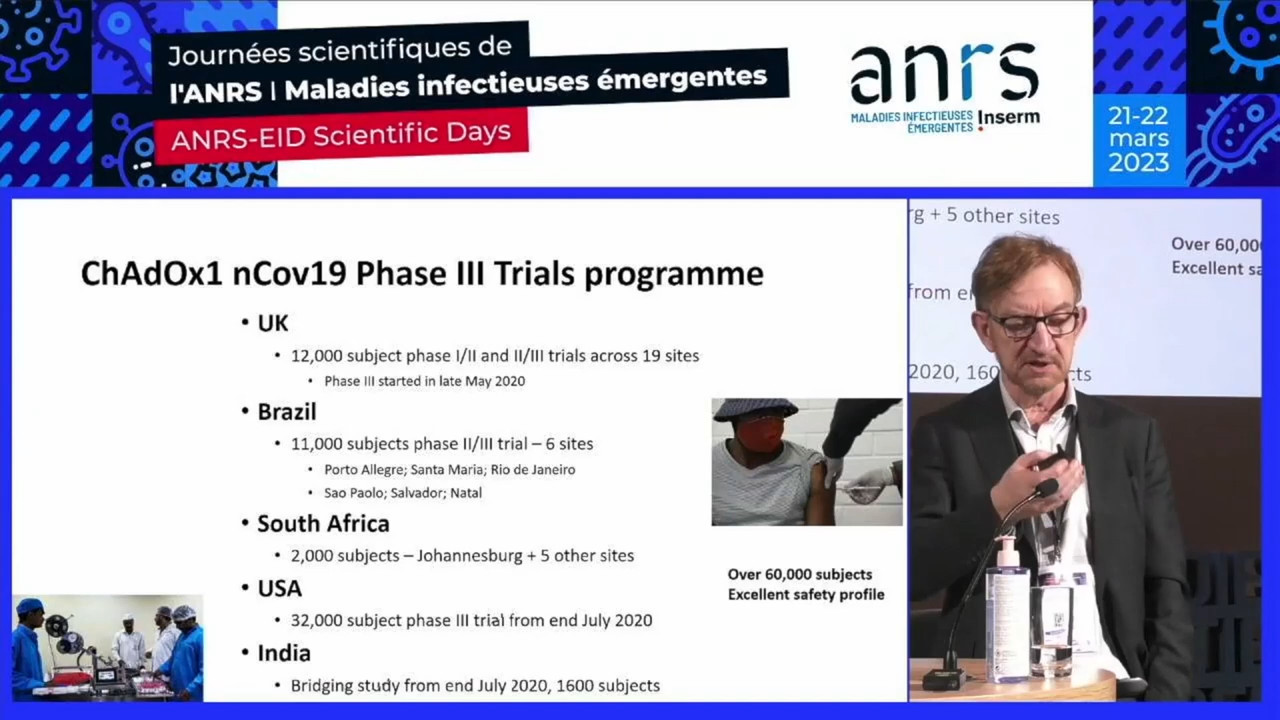 Journées scientifiques de
l'ANRS | Maladies infectieuses émergentes
ANRS-EID Scientific Days
anrs
MALADIES INFECTIEUSES
ÉMERGENTES
Inserm
21-22
mars
2023
ChAdOx1 nCov19 Phase III Trials programme
• UK
• 12,000 subject phase I/II and II/III trials across 19 sites
• Phase III started in late May 2020
• Brazil
• 11,000 subjects phase II/III trial – 6 sites
• Porto Allegre; Santa Maria; Rio de Janeiro
• Sao Paolo; Salvador; Natal
• South Africa
• 2,000 subjects – Johannesburg + 5 other sites
• USA
• 32,000 subject phase III trial from end July 2020
• India
• Bridging study from end July 2020, 1600 subjects
Over 60,000 subjects
Excellent safety profile
rg + 5 other sites
Over 60,000
Excellent sa
from e
2020, 160 cts